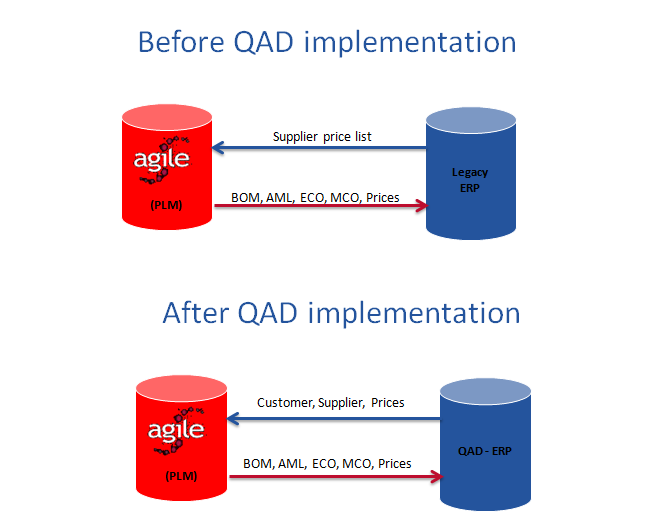 Before QAD implementation
Supplier price list
agile
(PLM)
Legacy
ERP
BOM, AML, ECO, MCO, Prices
After QAD implementation
Customer, Supplier, Prices
agile
(PLM)
QAD - ERP
BOM, AML, ECO, MCO, Prices